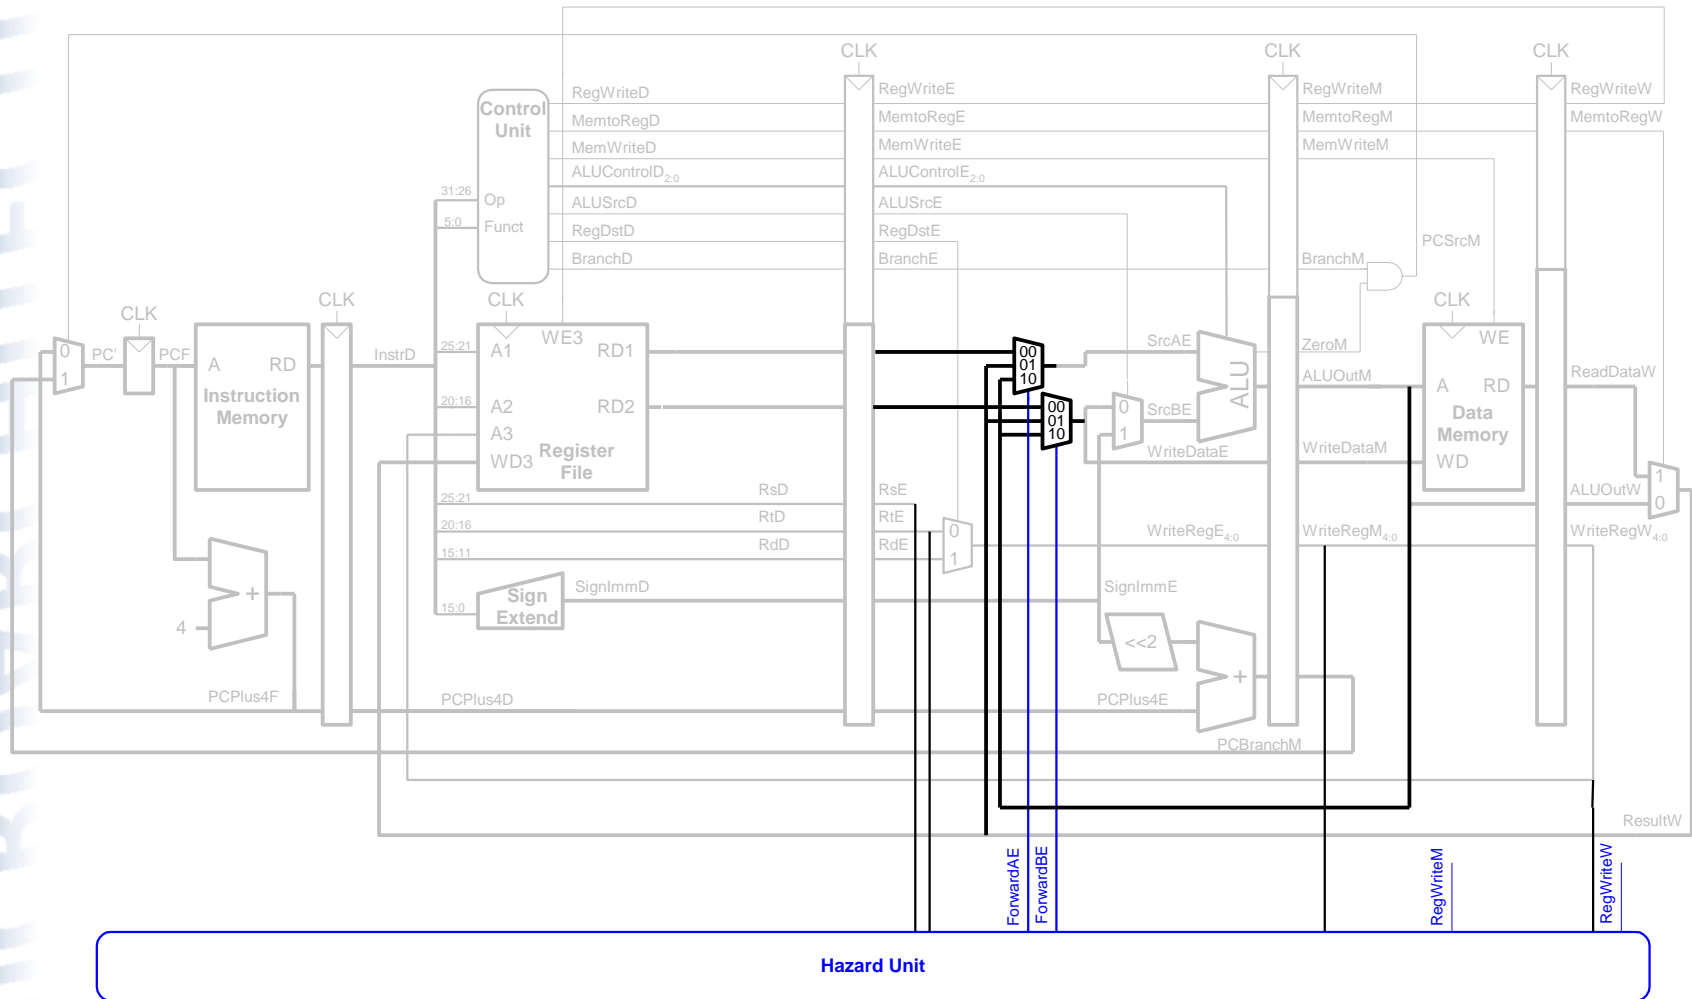 CLK
CLK
CLK
RegWriteD
RegWriteE
RegWriteM
RegWriteW
Control
Unit
MemtoRegD
MemtoRegE
MemtoRegM
MemtoRegW
MemWriteD
MemWriteE
MemWriteM
ALUControlD2:0
ALUControlE2:0
31:26
Op
ALUSrcD
ALUSrcE
5:0
Funct
RegDstD
RegDstE
PCSrcM
BranchD
BranchE
BranchM
CLK
CLK
CLK
CLK
0
1
PC'
PCF
A
RD
Instruction
Memory
InstrD
25:21
A1
WE3
RD1
20:16
A2
RD2
A3
WD3
Register
File
00
01
10
00
01
10
SrcAE
0
1
SrcBE
ALU
ZeroM
ALUOutM
WE
A
RD
Data
Memory
WD
ReadDataW
WriteDataE
WriteDataM
1
0
ALUOutW
25:21
RsD
RsE
20:16
RtD
RtE
0
1
15:11
RdD
RdE
WriteRegE4:0
WriteRegM4:0
WriteRegW4:0
15:0
Sign
Extend
SignImmD
SignImmE
+
4
<<2
+
PCPlus4F
PCPlus4D
PCPlus4E
PCBranchM
ResultW
ForwardAE
ForwardBE
RegWriteM
RegWriteW
Hazard Unit